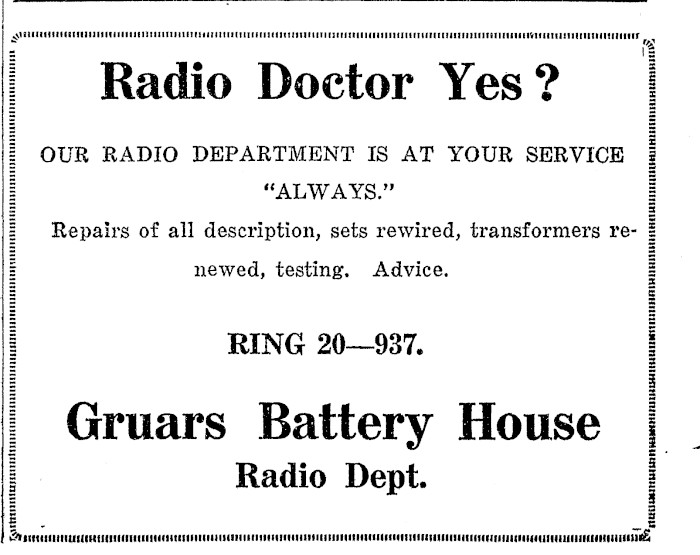 Radio Doctor Yes?
OUR RADIO DEPARTMENT IS AT YOUR SERVICE
“ALWAYS.”
Repairs of all description, sets rewired, transformers re-
newed, testing. Advice.
RING 20—937.
Gruars Battery House
Radio Dept.